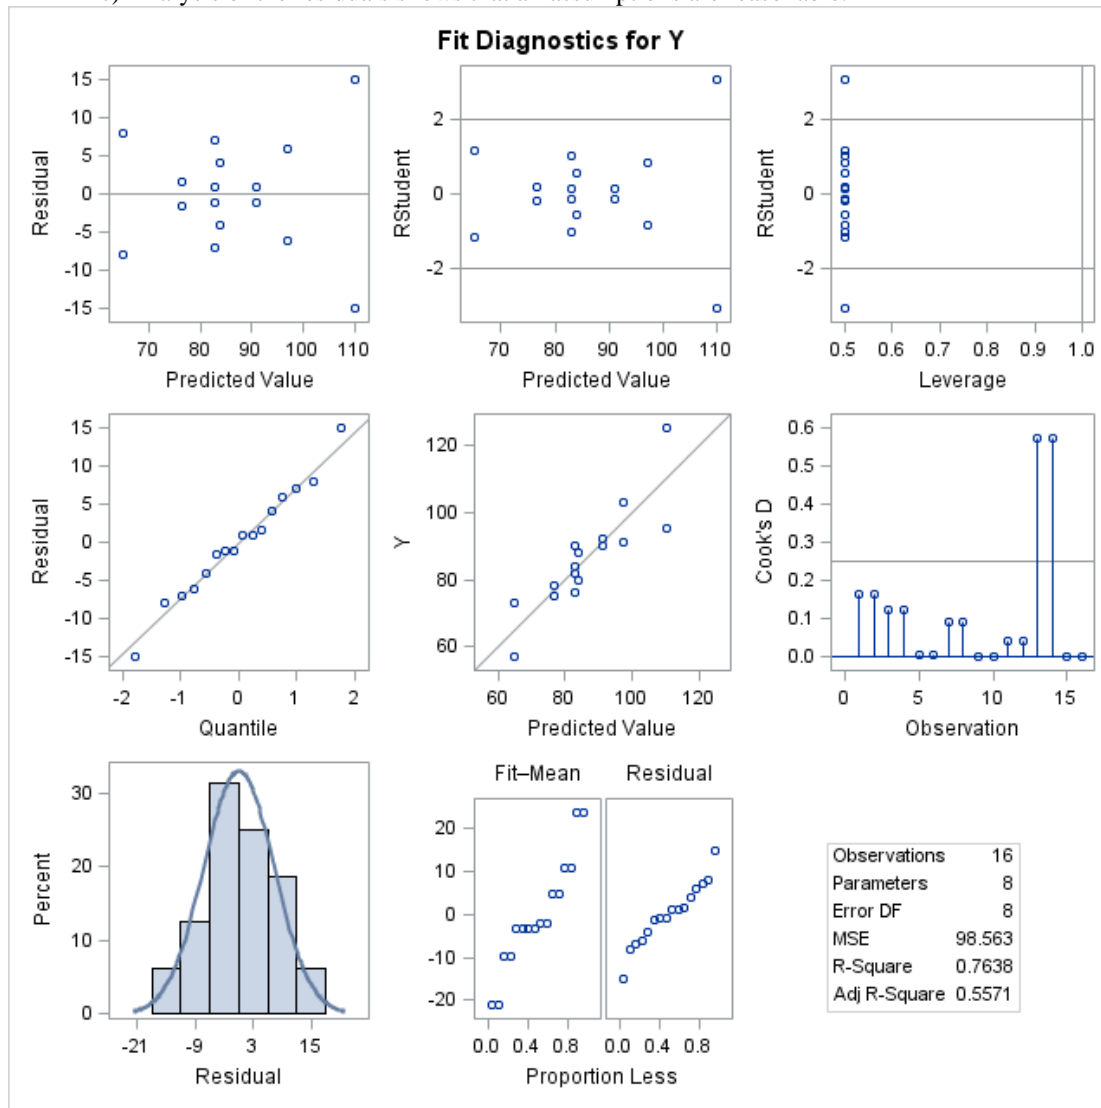 Fit Diagnostics for Y
15
10
5
0
-5
-10
-15
Residual
70 80 90 100 110
Predicted Value
2
0
-2
RStudent
70 80 90 100 110
Predicted Value
2
0
-2
RStudent
0.5 0.6 0.7 0.8 0.9 1.0
Leverage
15
10
5
0
-5
-10
-15
Residual
-2 -1 0 1 2
Quantile
120
100
80
60
Y
60 80 100 120
Predicted Value
0.6
0.5
0.4
0.3
0.2
0.1
0.0
Cook's D
0 5 10 15
Observation
30
20
10
0
Percent
-21 -9 3 15
Residual
Fit–Mean Residual
20
10
0
-10
-20
0.0 0.4 0.8 0.0 0.4 0.8
Proportion Less
Observations 16
Parameters 8
Error DF 8
MSE 98.563
R-Square 0.7638
Adj R-Square 0.5571